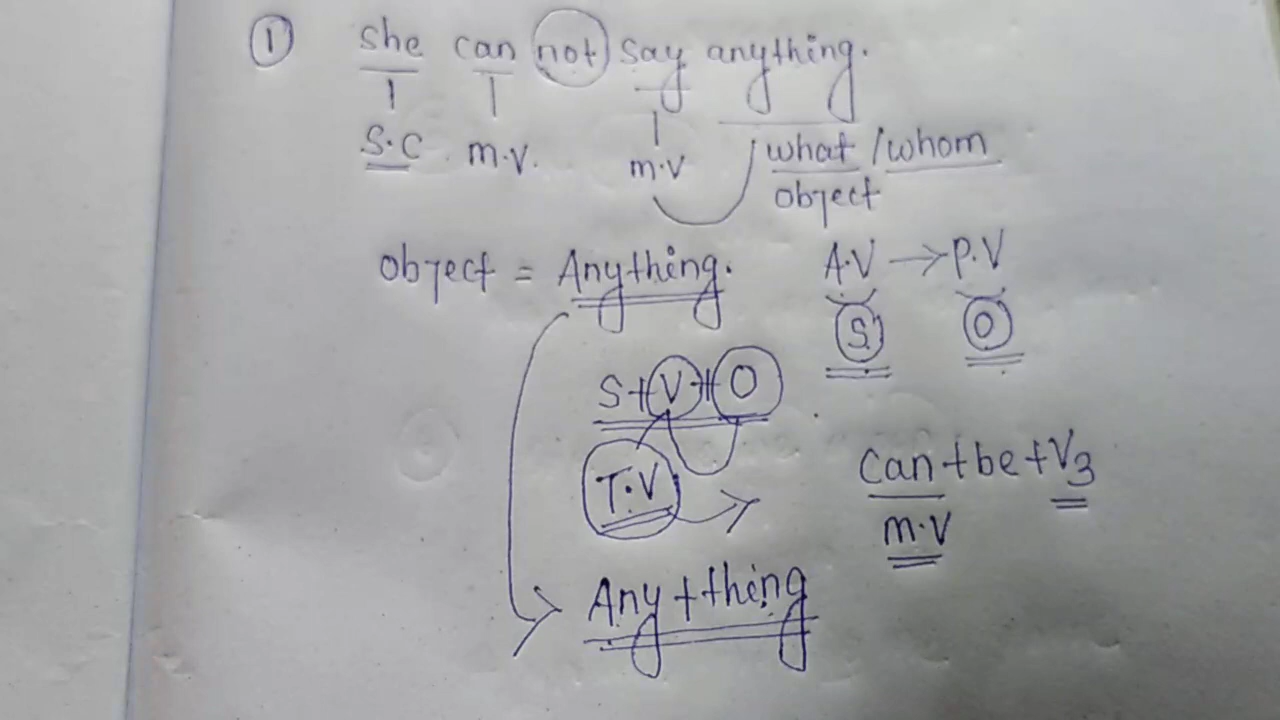 ① She can not say anything.
S.C m.v. m.v what / whom
object
object = Anything. A.V → P.V
S O
S+V+O
T.V
can+be+V3
m.v
Any+thing